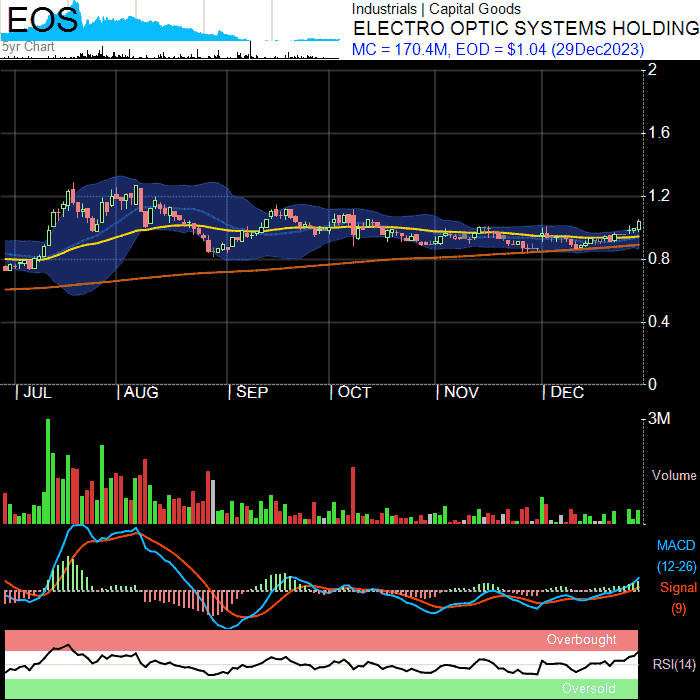 EOS
5yr Chart
Industrials | Capital Goods
ELECTRO OPTIC SYSTEMS HOLDING
MC = 170.4M, EOD = $1.04 (29Dec2023)
2
1.6
1.2
0.8
0.4
0
| JUL | AUG | SEP | OCT | NOV | DEC
3M
Volume
MACD
(12-26)
Signal
(9)
Overbought
RSI(14)
Oversold